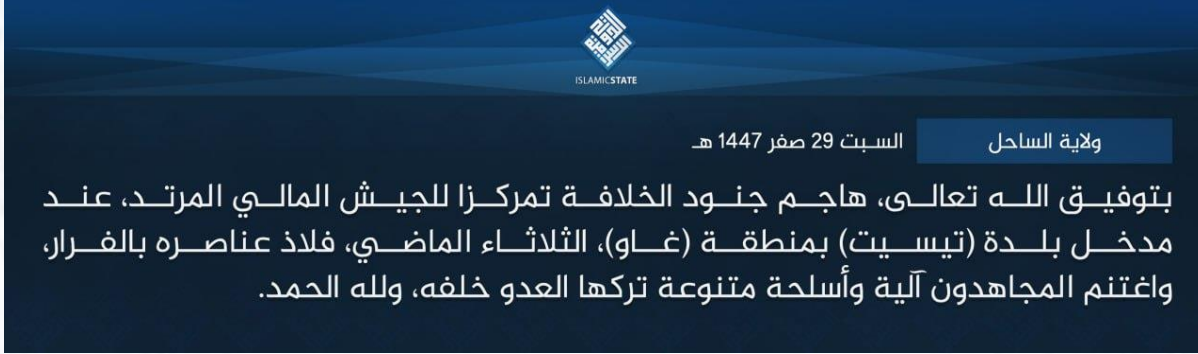 الدولة الإسلامية
ISLAMICSTATE
ولاية الساحل السبت 29 صفر 1447 هـ
بتوفيق الله تعالى، هاجم جنود الخلافة تمركزا للجيش المالي المرتد، عند
مدخل بلدة (تيسيت) بمنطقة (غاو)، الثلاثاء الماضي، فلاذ عناصره بالفرار،
واغتنم المجاهدون آلية وأسلحة متنوعة تركها العدو خلفه، ولله الحمد.